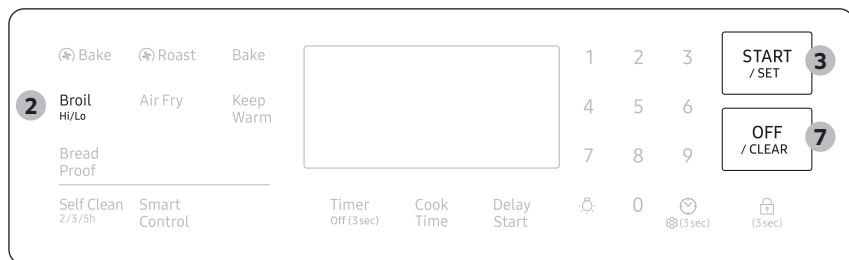 Bake Roast Bake 1 2 3 START
/ SET 3
2 Broil
Hi/Lo Air Fry Keep
Warm 4 5 6
OFF
/ CLEAR 7
Bread
Proof 7 8 9
Self Clean
2/3/5h Smart
Control Timer
Off (3 sec) Cook
Time Delay
Start 0 (3 sec) (3 sec)